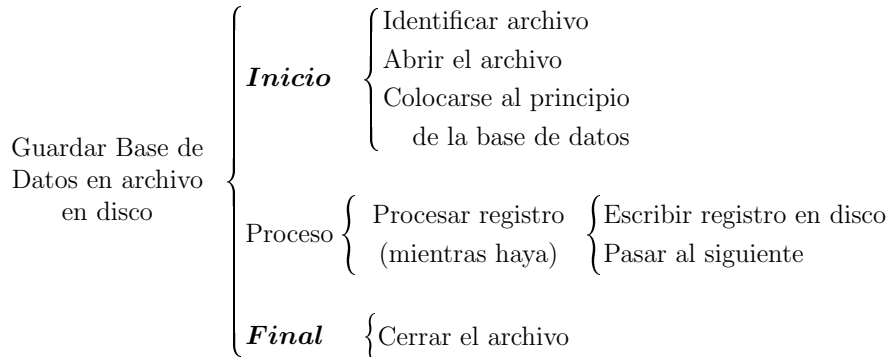 Guardar Base de
Datos en archivo
en disco
Inicio
Identificar archivo
Abrir el archivo
Colocarse al principio
de la base de datos
Proceso
Procesar registro
(mientras haya)
Escribir registro en disco
Pasar al siguiente
Final
Cerrar el archivo